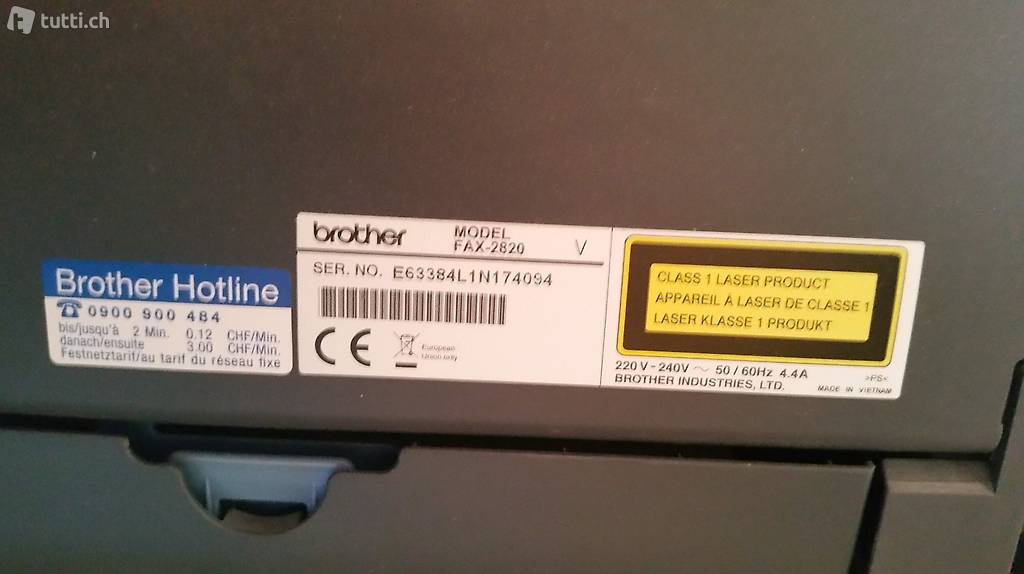 tutti.ch
Brother Hotline
☎ 0900 900 484
bis/jusqu'à 2 Min. 0.12 CHF/Min.
danach/ensuite 3.00 CHF/Min.
Festnetztarif/au tarif du réseau fixe
brother MODEL
FAX-2820 V
SER. NO. E63384L1N174094
CE
European
Union only
CLASS 1 LASER PRODUCT
APPAREIL À LASER DE CLASSE 1
LASER KLASSE 1 PRODUKT
220V-240V ~ 50/60Hz 4.4A
BROTHER INDUSTRIES, LTD.
>PS<
MADE IN VIETNAM